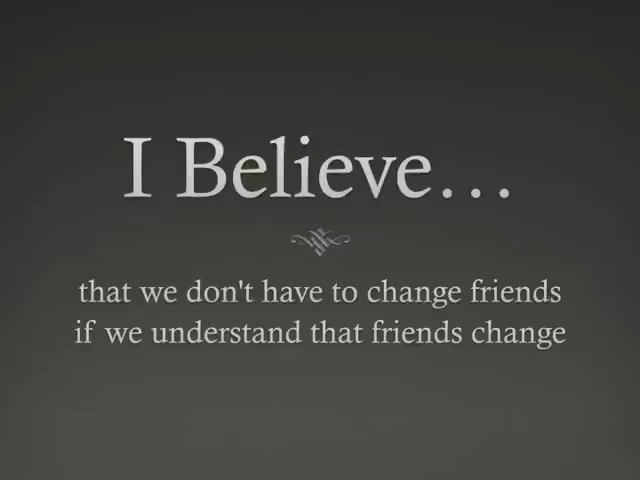 I Believe...
that we don't have to change friends
if we understand that friends change